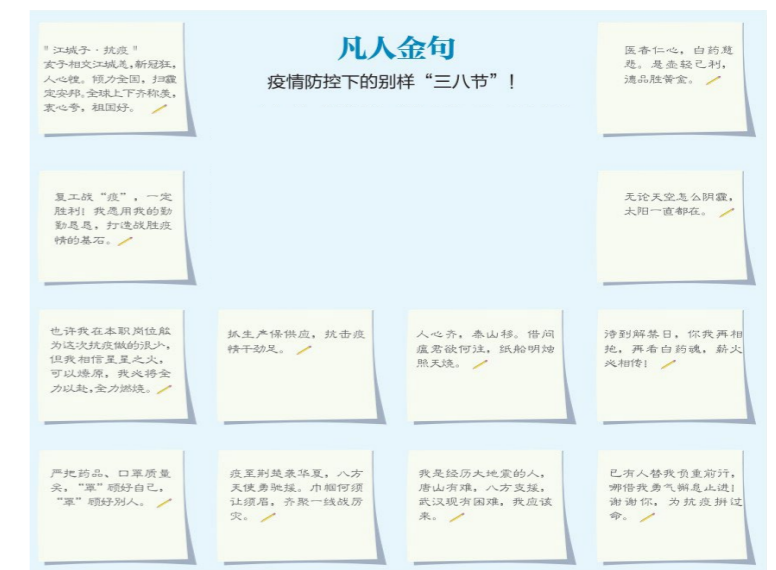 凡人金句
疫情防控下的别样“三八节”！
"江城子·抗疫"
亥子相交江城恙,新冠狂,
人心惶。倾力全国，扫霾
定安邦。全球上下齐称羡，
衷心夸，祖国好。
医者仁心，白药慈
悲。悬壶轻己利，
德品胜黄金。
复工战“疫”，一定
胜利！我愿用我的勤
勤恳恳，打造战胜疫
情的基石。
无论天空怎么阴霾，
太阳一直都在。
也许我在本职岗位能
为这次抗疫做的很少，
但我相信星星之火，
可以燎原，我必将全
力以赴,全力燃烧。
抓生产保供应，抗击疫
情干劲足。
人心齐，泰山移。借问
瘟君欲何往，纸船明烛
照天烧。
待到解禁日，你我再相
拥，再看白药魂，薪火
必相传！
严把药品、口罩质量
关，“罩”顾好自己，
“罩”顾好别人。
疫至荆楚袭华夏，八方
天使勇驰援。巾帼何须
让须眉，齐聚一线战厉
灾。
我是经历大地震的人，
唐山有难，八方支援，
武汉现有困难，我应该
来。
已有人替我负重前行，
哪借我勇气懈怠止进！
谢谢你，为抗疫拼过
命。